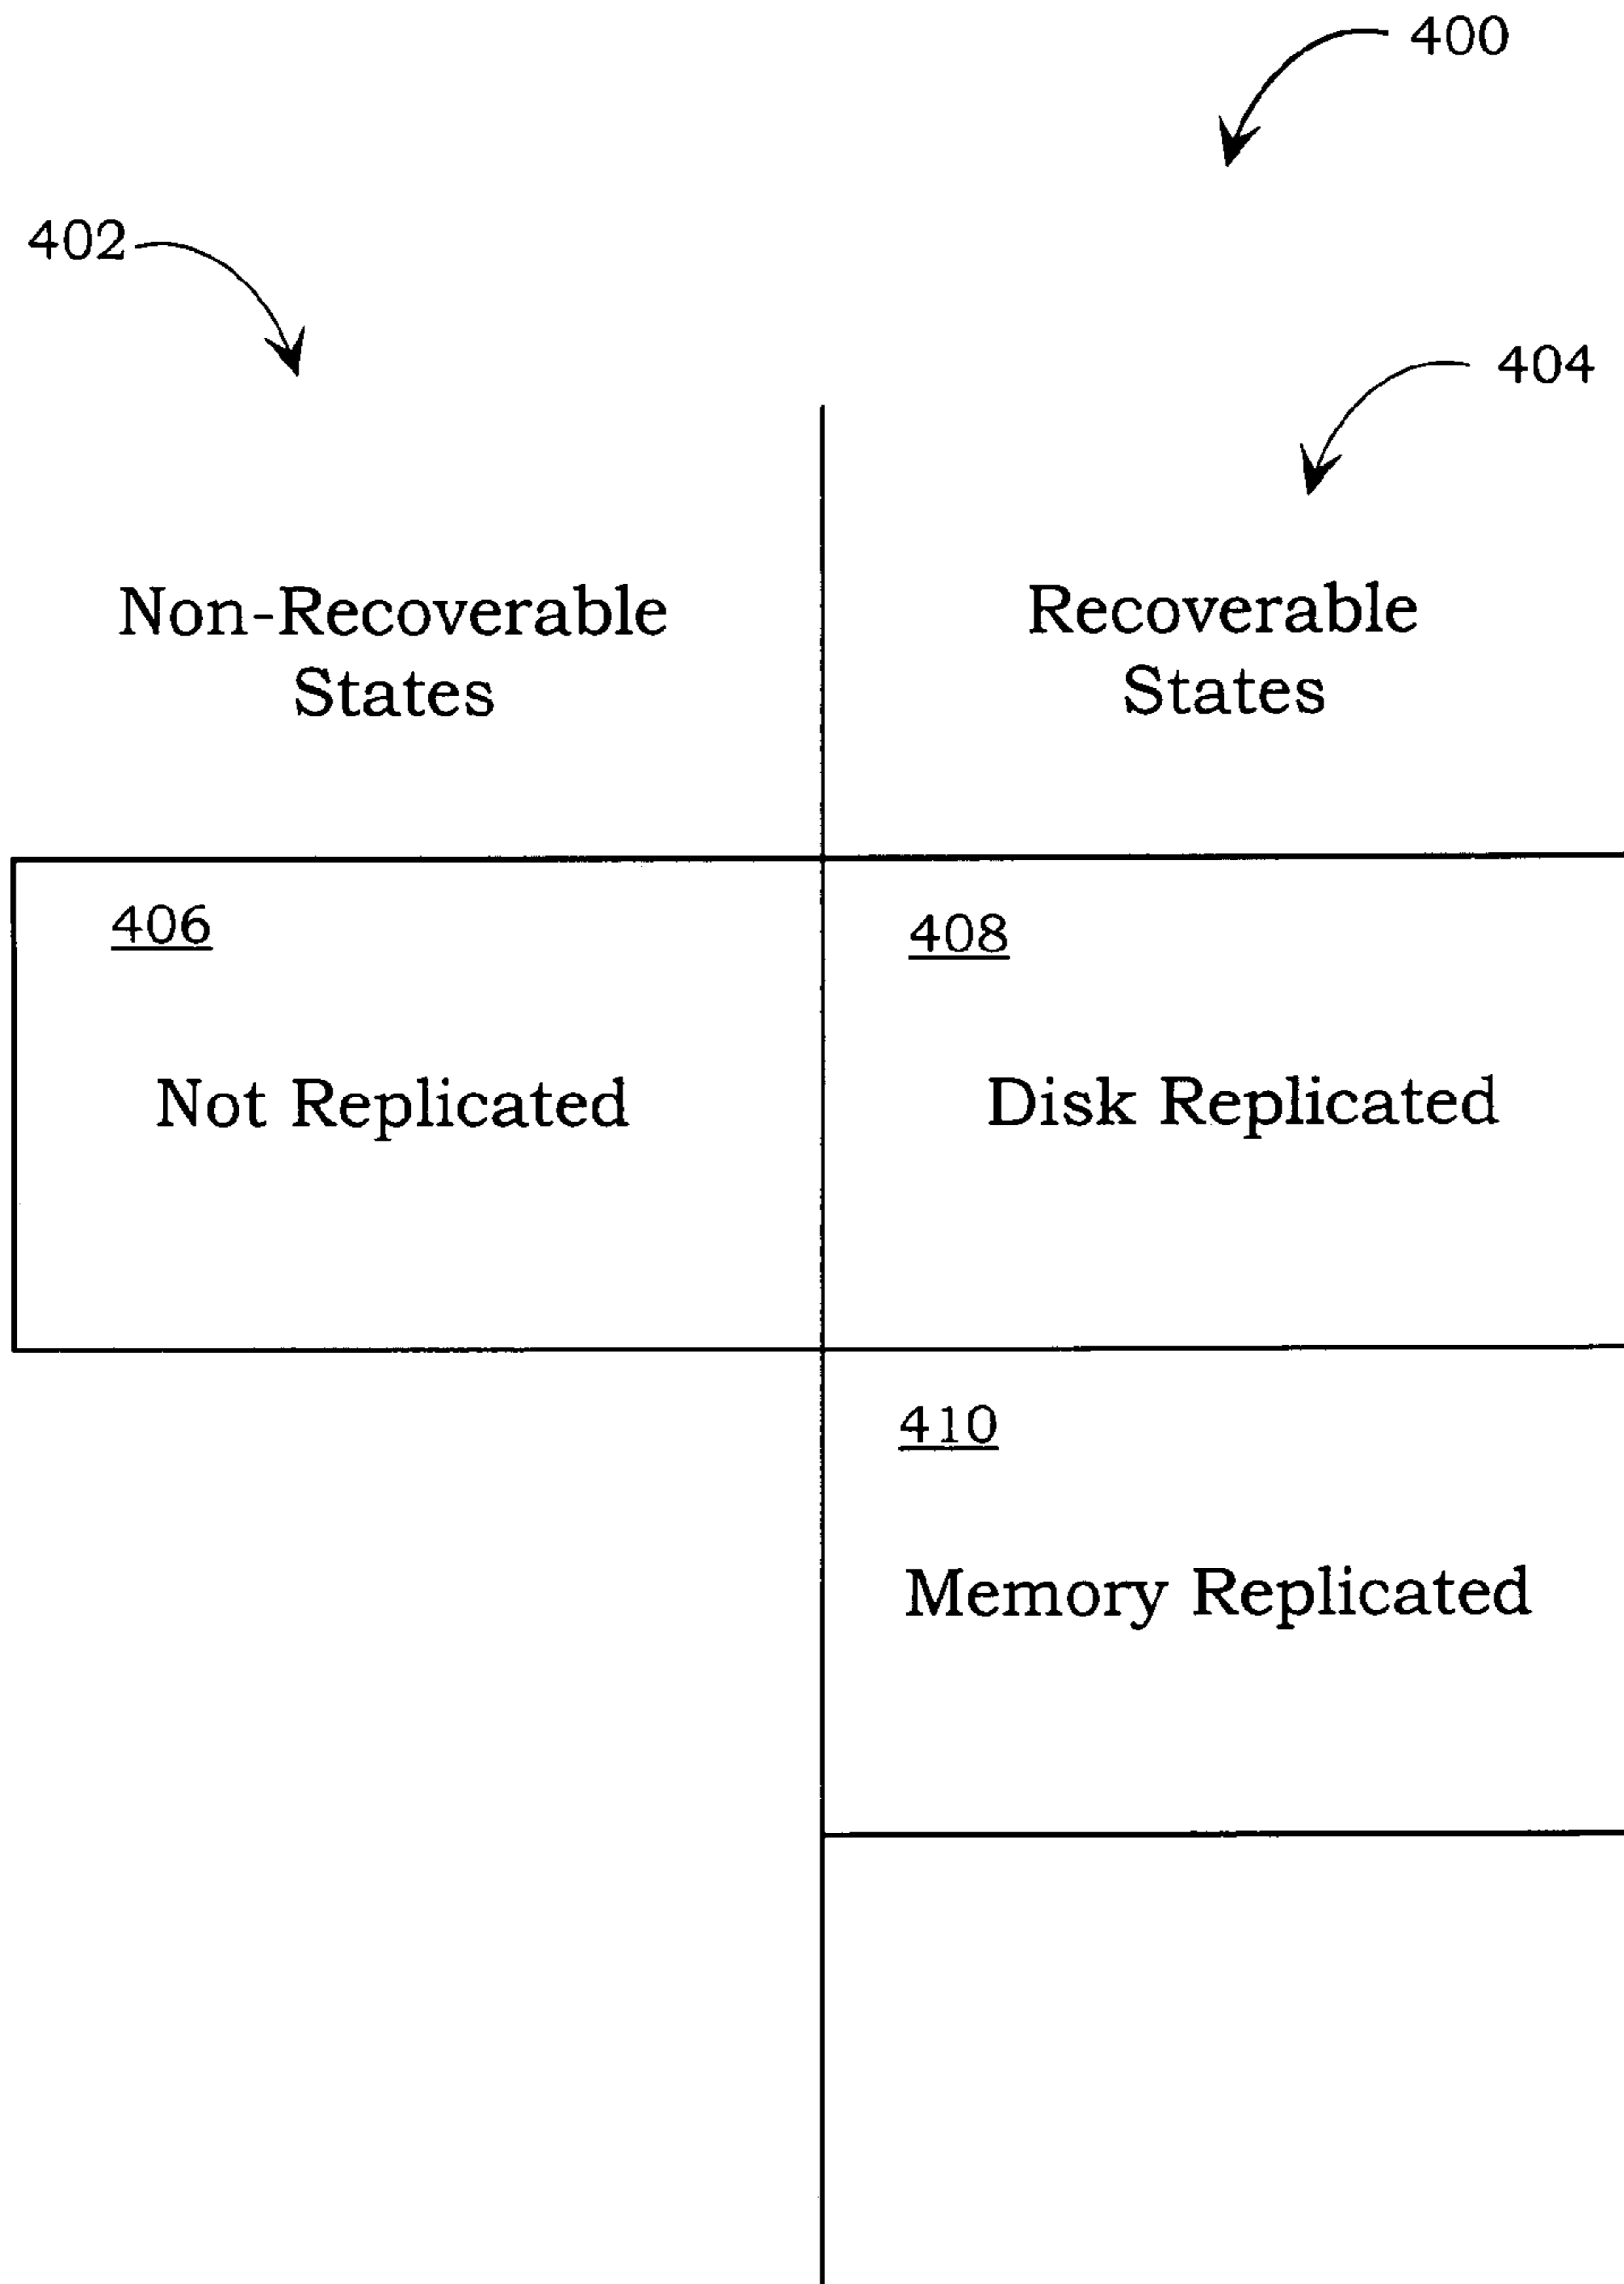 400
402
404
Non-Recoverable
States
Recoverable
States
406
408
Not Replicated
Disk Replicated
410
Memory Replicated